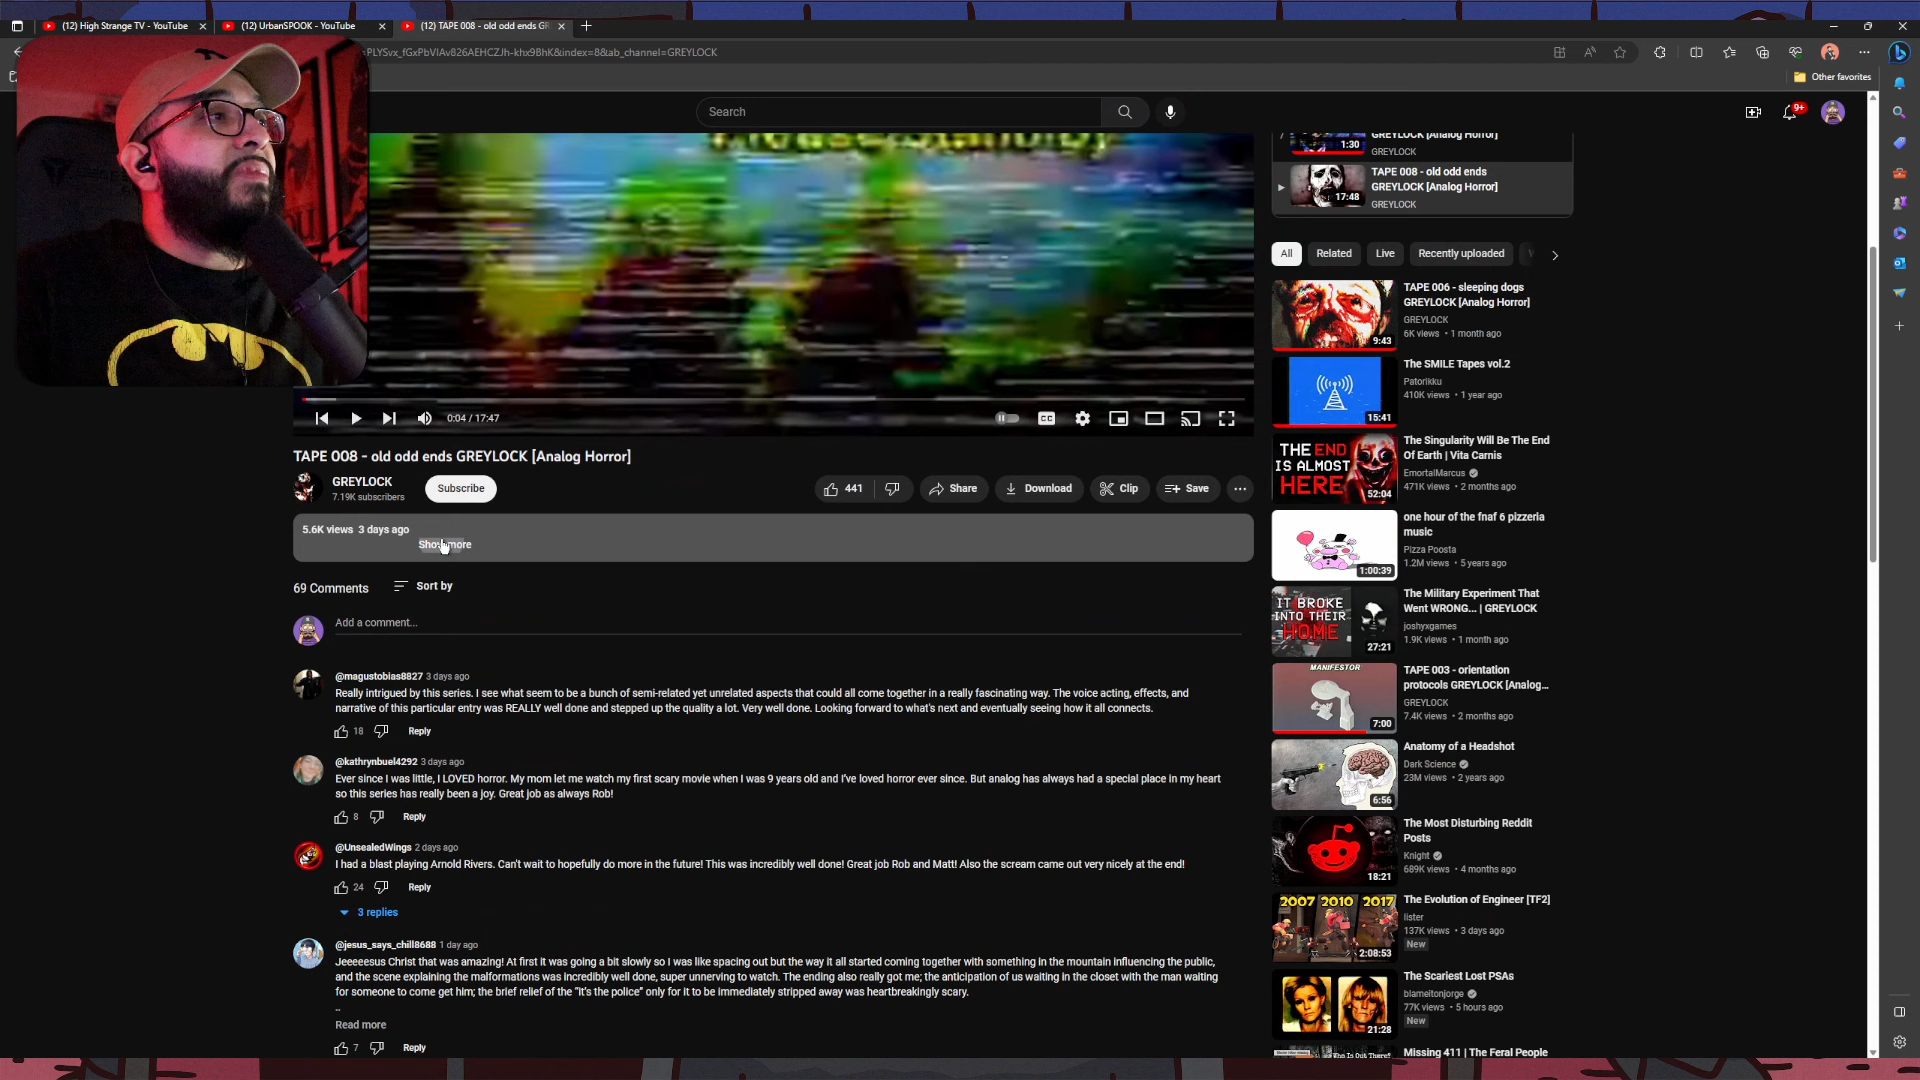 (12) High Strange TV - YouTube
(12) UrbanSPOOK - YouTube
(12) TAPE 008 - old odd ends GR
PLYSvx_fGxPbVIAv826AEHCZJh-khx9BhK&index=8&ab_channel=GREYLOCK
Other favorites
Search
9+
GREYLOCK [Analog Horror]
1:30
GREYLOCK
TAPE 008 - old odd ends
GREYLOCK [Analog Horror]
17:48
GREYLOCK
All
Related
Live
Recently uploaded
TAPE 006 - sleeping dogs
GREYLOCK [Analog Horror]
GREYLOCK
6K views • 1 month ago
9:43
The SMILE Tapes vol.2
Patorikku
410K views • 1 year ago
15:41
THE END
IS ALMOST
HERE
The Singularity Will Be The End
Of Earth | Vita Carnis
EmortalMarcus
471K views • 2 months ago
52:04
one hour of the fnaf 6 pizzeria
music
Pizza Poosta
1.2M views • 5 years ago
1:00:39
IT BROKE
INTO THEIR
HOME
The Military Experiment That
Went WRONG... | GREYLOCK
joshyxgames
1.9K views • 1 month ago
27:21
MANIFESTOR
TAPE 003 - orientation
protocols GREYLOCK [Analog...
GREYLOCK
7.4K views • 2 months ago
7:00
Anatomy of a Headshot
Dark Science
23M views • 2 years ago
6:56
The Most Disturbing Reddit
Posts
Knight
689K views • 4 months ago
18:21
2007 2010 2017
The Evolution of Engineer [TF2]
lister
137K views • 3 days ago
New
2:08:53
The Scariest Lost PSAs
blameitonjorge
77K views • 5 hours ago
New
21:28
Missing 411 | The Feral People
0:04 / 17:47
CC
TAPE 008 - old odd ends GREYLOCK [Analog Horror]
GREYLOCK
7.19K subscribers
Subscribe
441
Share
Download
Clip
Save
5.6K views 3 days ago
Show more
69 Comments
Sort by
Add a comment...
@magustobias8827 3 days ago
Really intrigued by this series. I see what seem to be a bunch of semi-related yet unrelated aspects that could all come together in a really fascinating way. The voice acting, effects, and
narrative of this particular entry was REALLY well done and stepped up the quality a lot. Very well done. Looking forward to what's next and eventually seeing how it all connects.
18
Reply
@kathrynbuel4292 3 days ago
Ever since I was little, I LOVED horror. My mom let me watch my first scary movie when I was 9 years old and I've loved horror ever since. But analog has always had a special place in my heart
so this series has really been a joy. Great job as always Rob!
8
Reply
@UnsealedWings 2 days ago
I had a blast playing Arnold Rivers. Can't wait to hopefully do more in the future! This was incredibly well done! Great job Rob and Matt! Also the scream came out very nicely at the end!
24
Reply
3 replies
@jesus_says_chill8688 1 day ago
Jeeeeesus Christ that was amazing! At first it was going a bit slowly so I was like spacing out but the way it all started coming together with something in the mountain influencing the public,
and the scene explaining the malformations was incredibly well done, super unnerving to watch. The ending also really got me; the anticipation of us waiting in the closet with the man waiting
for someone to come get him; the brief relief of the "it's the police" only for it to be immediately stripped away was heartbreakingly scary.
..
Read more
7
Reply